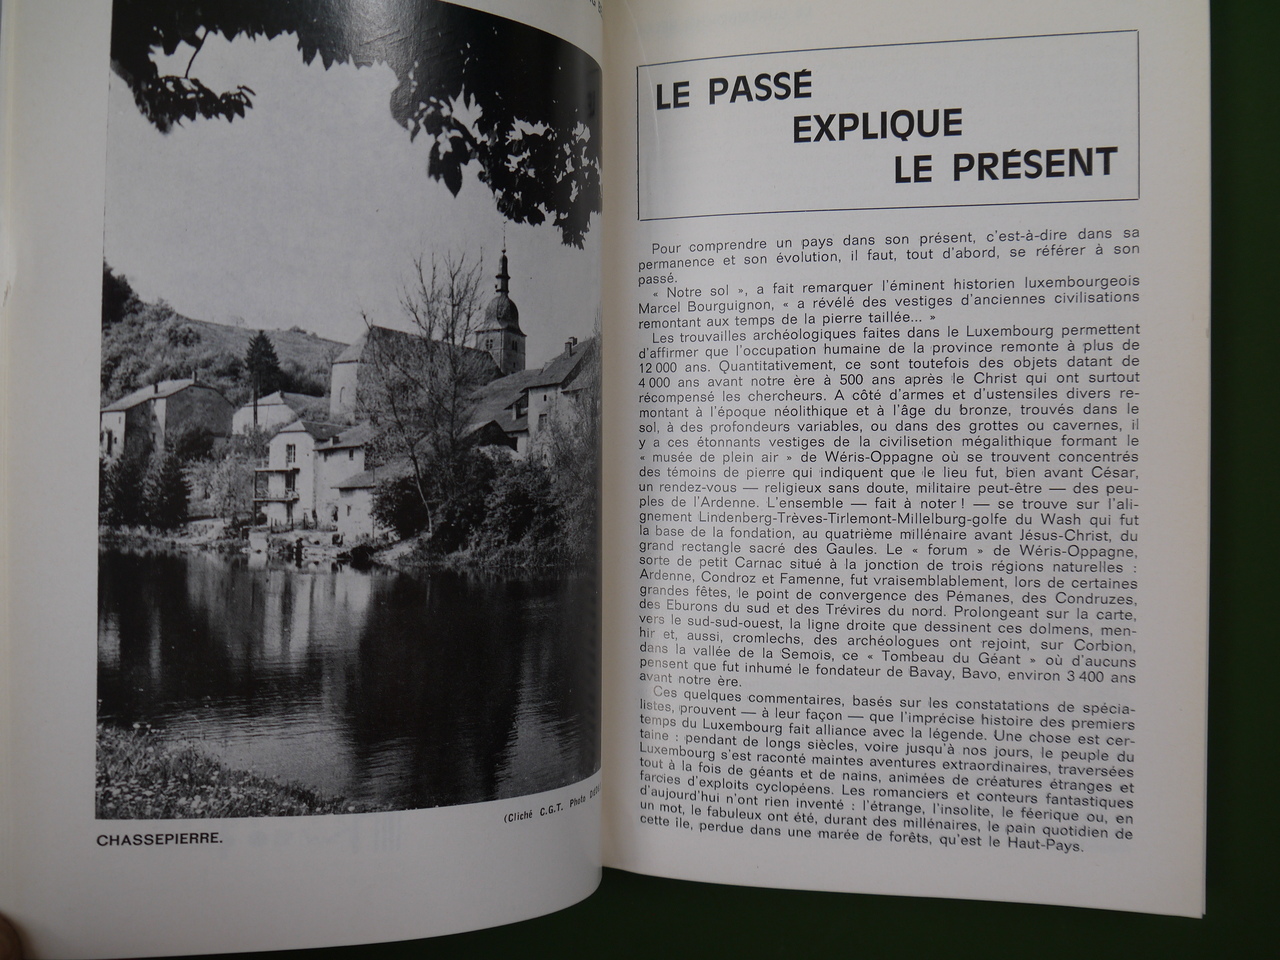 CHASSEPIERRE.
(Cliché C.G.T. Photo
LE PASSÉ
EXPLIQUE
LE PRÉSENT
Pour comprendre un pays dans son présent, c'est-à-dire dans sa
permanence et son évolution, il faut, tout d'abord, se référer à son
passé.
« Notre sol », a fait remarquer l'éminent historien luxembourgeois
Marcel Bourguignon, « a révélé des vestiges d'anciennes civilisations
remontant aux temps de la pierre taillée... »
Les trouvailles archéologiques faites dans le Luxembourg permettent
d'affirmer que l'occupation humaine de la province remonte à plus de
12 000 ans. Quantitativement, ce sont toutefois des objets datant de
4 000 ans avant notre ère à 500 ans après le Christ qui ont surtout
récompensé les chercheurs. A côté d'armes et d'ustensiles divers re-
montant à l'époque néolithique et à l'âge du bronze, trouvés dans le
sol, à des profondeurs variables, ou dans des grottes ou cavernes, il
y a ces étonnants vestiges de la civilisetion mégalithique formant le
« musée de plein air » de Wéris-Oppagne où se trouvent concentrés
des témoins de pierre qui indiquent que le lieu fut, bien avant César,
un rendez-vous — religieux sans doute, militaire peut-être — des peu-
ples de l'Ardenne. L'ensemble — fait à noter ! — se trouve sur l'ali-
gnement Lindenberg-Trèves-Tirlemont-Millelburg-golfe du Wash qui fut
la base de la fondation, au quatrième millénaire avant Jésus-Christ, du
grand rectangle sacré des Gaules. Le « forum » de Wéris-Oppagne,
sorte de petit Carnac situé à la jonction de trois régions naturelles :
Ardenne, Condroz et Famenne, fut vraisemblablement, lors de certaines
grandes fêtes, le point de convergence des Pémanes, des Condruzes,
des Eburons du sud et des Trévires du nord. Prolongeant sur la carte,
vers le sud-sud-ouest, la ligne droite que dessinent ces dolmens, men-
hir et, aussi, cromlechs, des archéologues ont rejoint, sur Corbion,
dans la vallée de la Semois, ce « Tombeau du Géant » où d'aucuns
pensent que fut inhumé le fondateur de Bavay, Bavo, environ 3 400 ans
avant notre ère.
Ces quelques commentaires, basés sur les constatations de spécia-
listes, prouvent — à leur façon — que l'imprécise histoire des premiers
temps du Luxembourg fait alliance avec la légende. Une chose est cer-
taine : pendant de longs siècles, voire jusqu'à nos jours, le peuple du
Luxembourg s'est raconté maintes aventures extraordinaires, traversées
tout à la fois de géants et de nains, animées de créatures étranges et
farcies d'exploits cyclopéens. Les romanciers et conteurs fantastiques
d'aujourd'hui n'ont rien inventé : l'étrange, l'insolite, le féerique ou, en
un mot, le fabuleux ont été, durant des millénaires, le pain quotidien de
cette île, perdue dans une marée de forêts, qu'est le Haut-Pays.